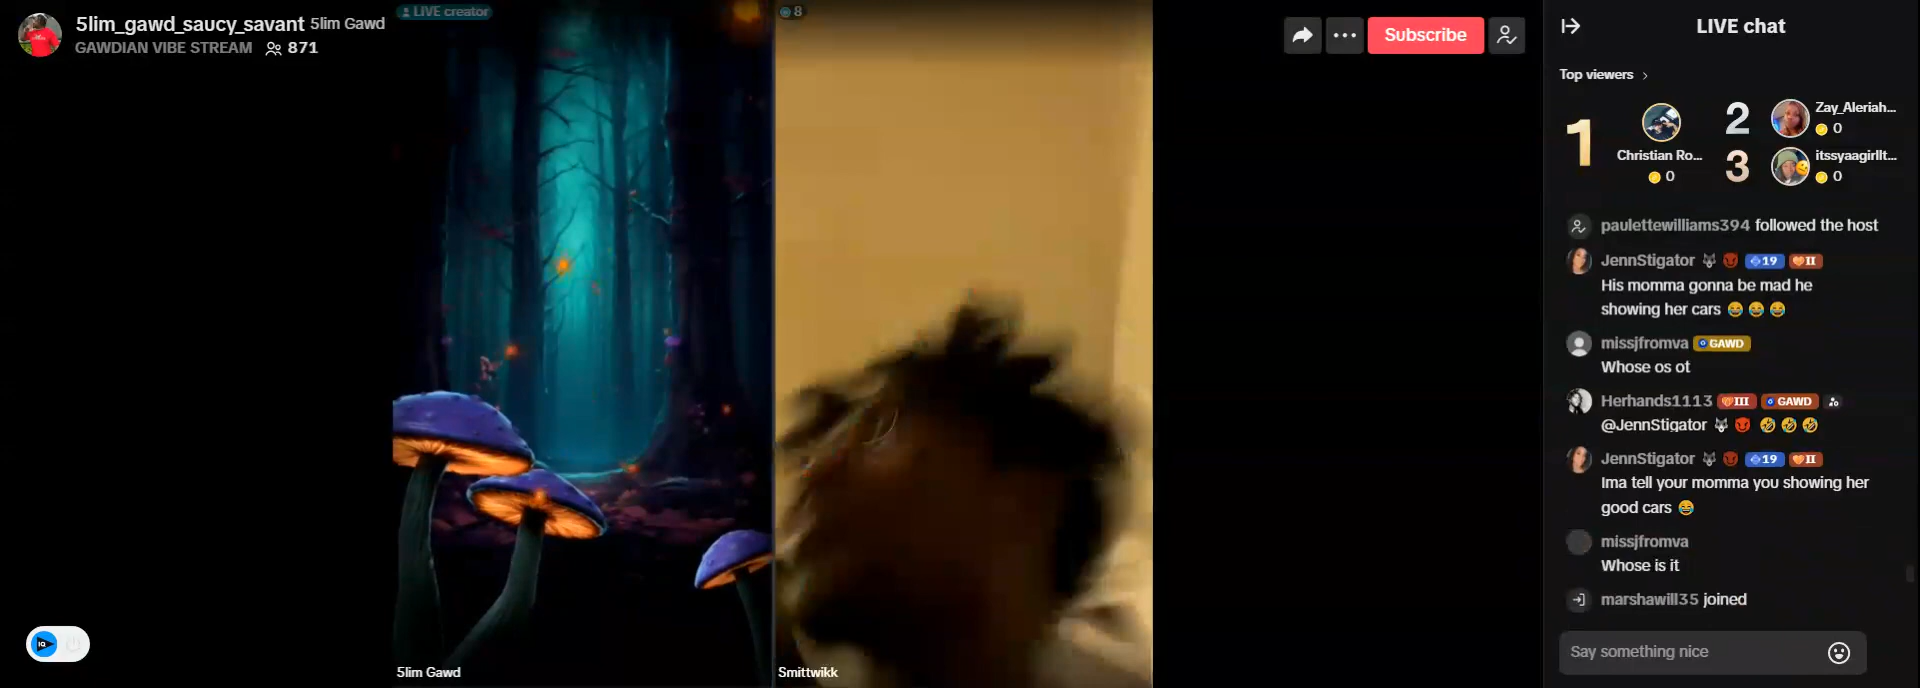 5lim_gawd_saucy_savant 5lim Gawd
GAWDIAN VIBE STREAM 871
LIVE creator
8
Subscribe
5lim Gawd
Smittwikk
LIVE chat
Top viewers
1
Christian Ro...
0
2
Zay_Aleriah...
0
3
itssyaagirllt...
0
paulettewilliams394 followed the host
JennStigator 🐺 😈 19 II
His momma gonna be mad he
showing her cars 😂 😂 😂
missjfromva GAWD
Whose os ot
Herhands1113 III GAWD
@JennStigator 🐺 😈 🤣 🤣 🤣
JennStigator 🐺 😈 19 II
Ima tell your momma you showing her
good cars 😂
missjfromva
Whose is it
marshawill35 joined
Say something nice